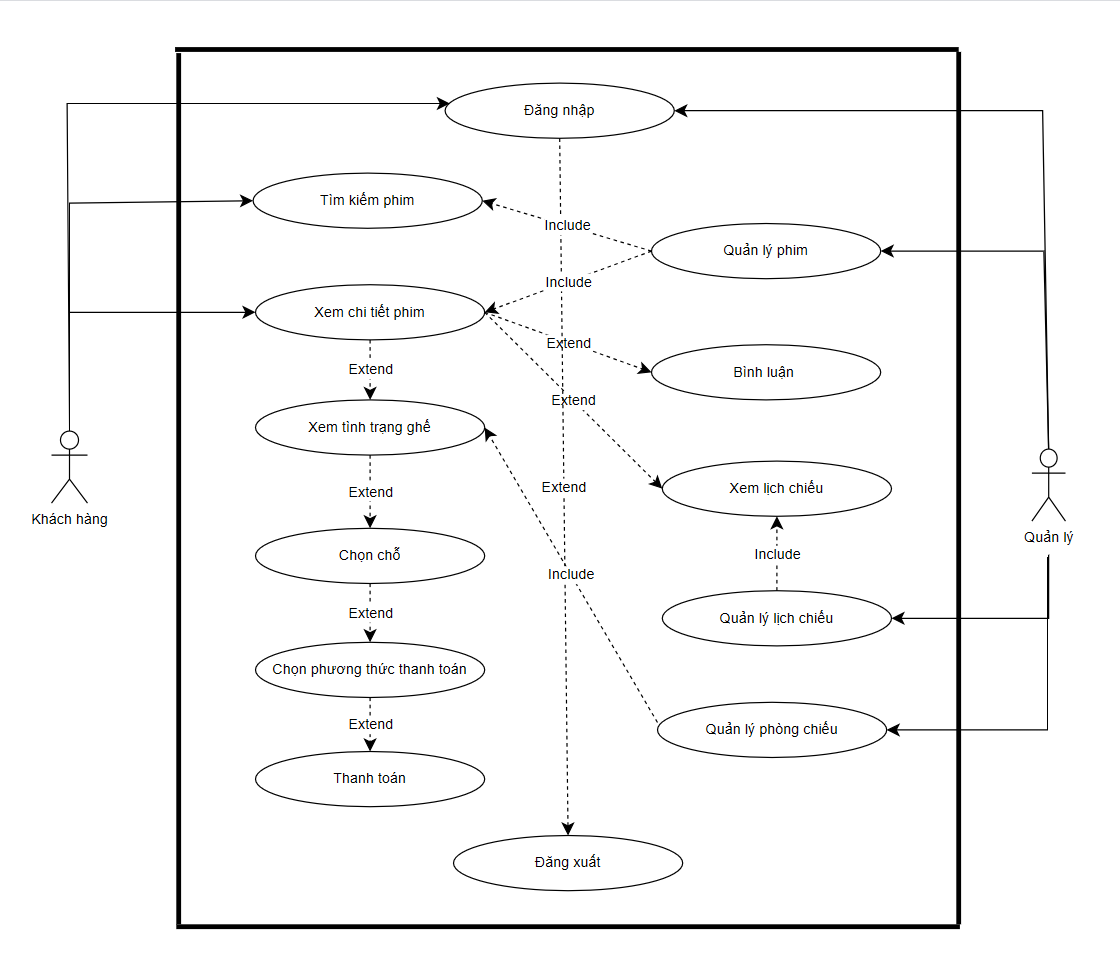 Đăng nhập
Tìm kiếm phim
Include
Quản lý phim
Include
Xem chi tiết phim
Extend
Extend
Bình luận
Extend
Xem tình trạng ghế
Extend
Extend
Xem lịch chiếu
Khách hàng
Quản lý
Chọn chỗ
Include
Include
Extend
Quản lý lịch chiếu
Chọn phương thức thanh toán
Extend
Quản lý phòng chiếu
Thanh toán
Đăng xuất